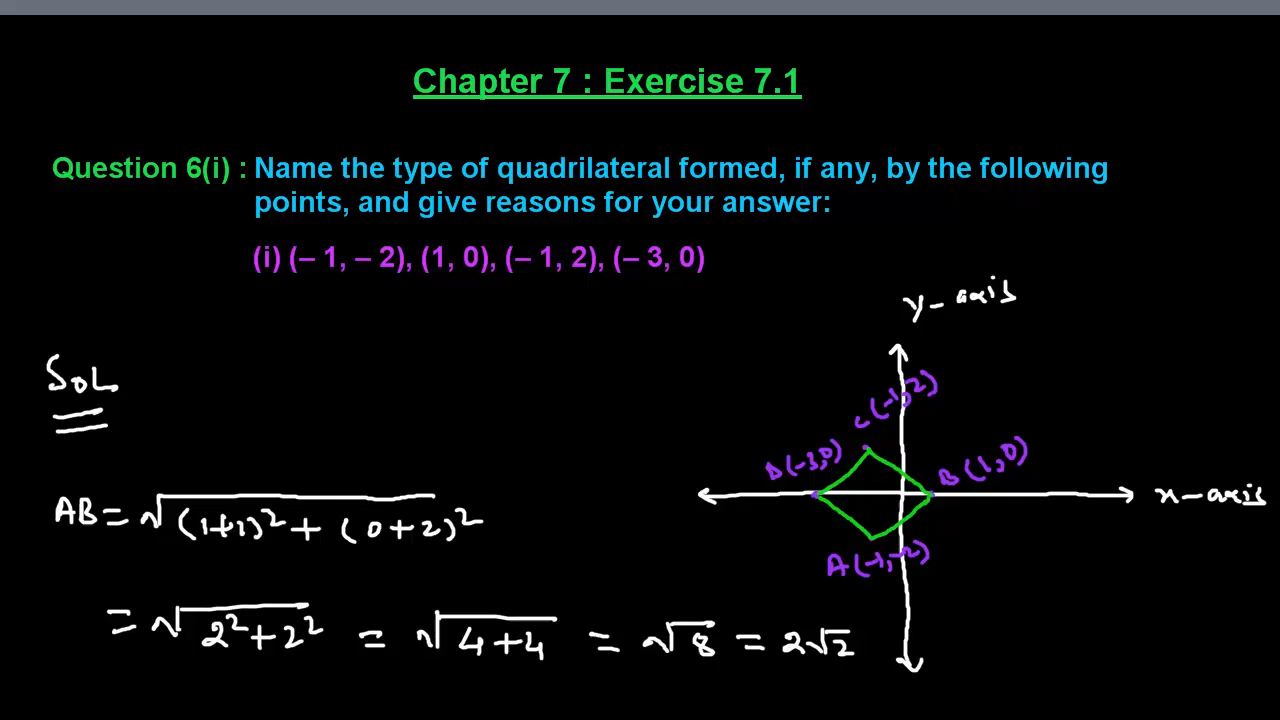 Chapter 7 : Exercise 7.1
Question 6(i) : Name the type of quadrilateral formed, if any, by the following
points, and give reasons for your answer:
(i) (– 1, – 2), (1, 0), (– 1, 2), (– 3, 0)
y-axis
SOL
C(-1,2)
D(-3,0)
B(1,0)
x-axis
AB = √(1+1)² + (0+2)²
A(-1,-2)
= √2²+2² = √4+4 = √8 = 2√2